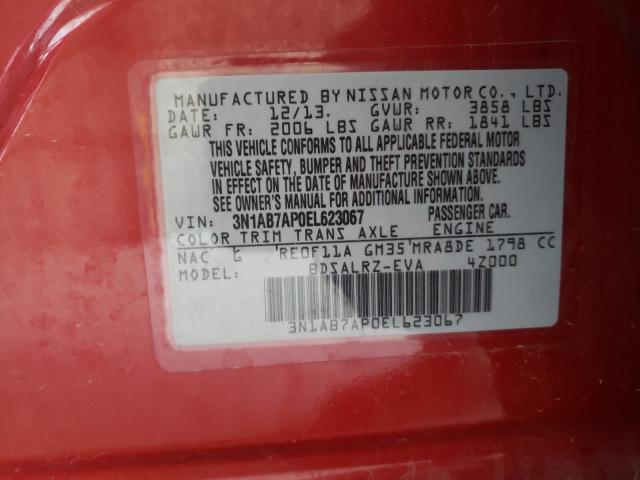 MANUFACTURED BY NISSAN MOTOR CO., LTD.
DATE: 12/13. GVWR: 3858 LBS
GAWR FR: 2006 LBS GAWR RR: 1841 LBS
THIS VEHICLE CONFORMS TO ALL APPLICABLE FEDERAL MOTOR
VEHICLE SAFETY, BUMPER AND THEFT PREVENTION STANDARDS
IN EFFECT ON THE DATE OF MANUFACTURE SHOWN ABOVE.
SEE OWNER'S MANUAL FOR ADDITIONAL INFORMATION.
VIN: 3N1AB7AP0EL623067 PASSENGER CAR.
COLOR TRIM TRANS AXLE ENGINE
NAC G RE0F11A GM35 MRA8DE 1798 CC
MODEL: BDSALRZ-EVA 4Z000
3N1AB7AP0EL623067